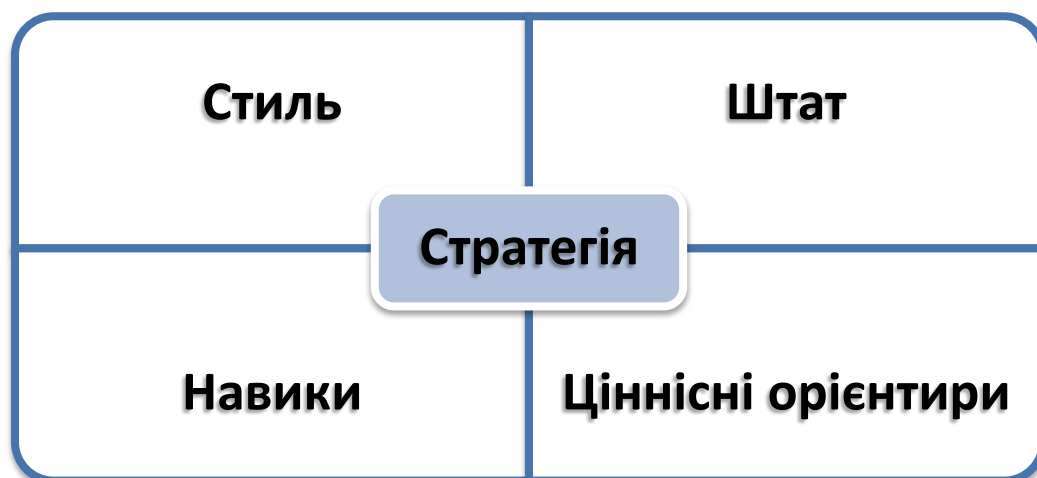 Стиль
Штат
Стратегія
Навики
Ціннісні орієнтири